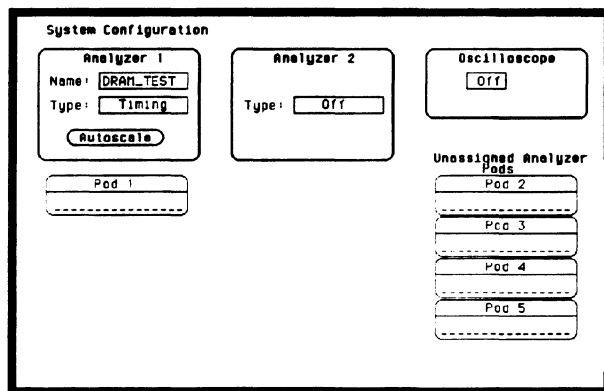 System Configuration
Analyzer 1
Name: DRAM_TEST
Type: Timing
Autoscale
Analyzer 2
Type: Off
Oscilloscope
Off
Pod 1
Unassigned Analyzer
Pods
Pod 2
Pod 3
Pod 4
Pod 5